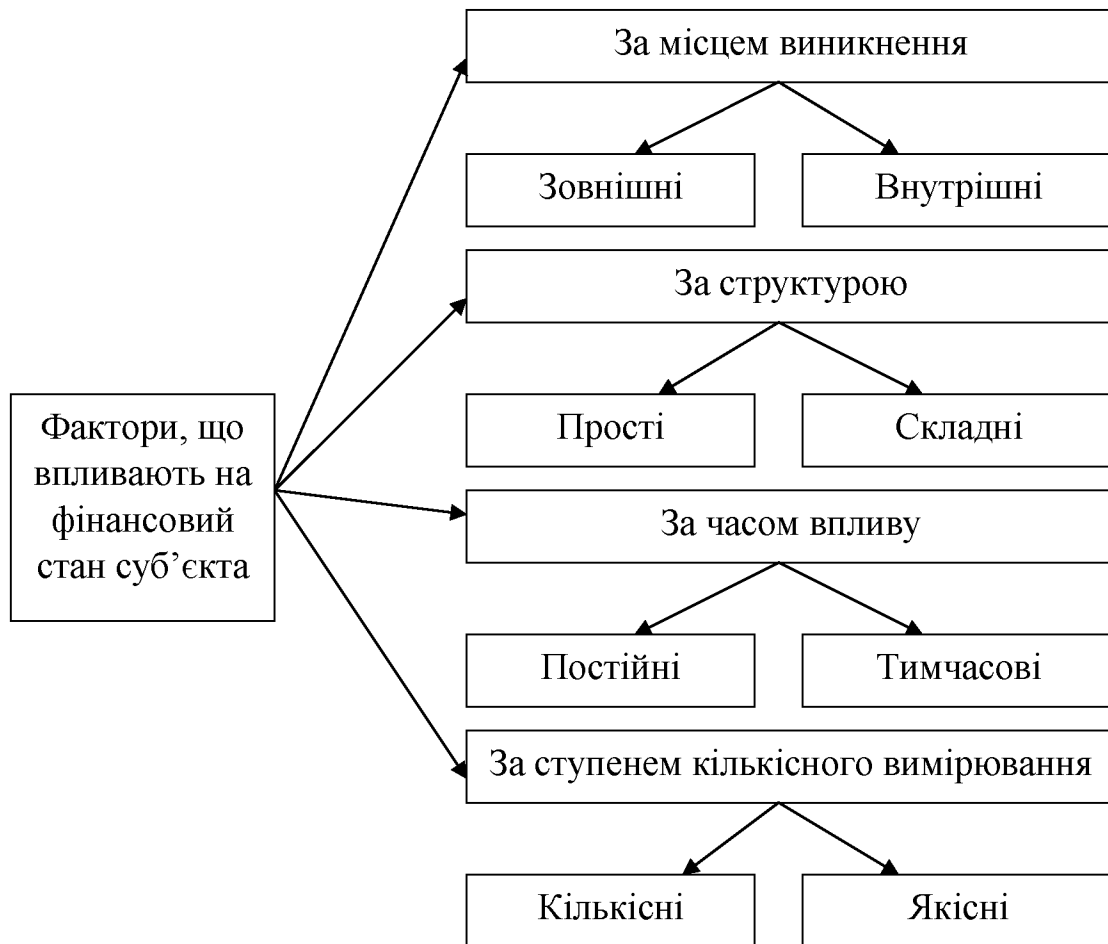 За місцем виникнення
Зовнішні
Внутрішні
За структурою
Прості
Складні
Фактори, що
впливають на
фінансовий
стан суб’єкта
За часом впливу
Постійні
Тимчасові
За ступенем кількісного вимірювання
Кількісні
Якісні